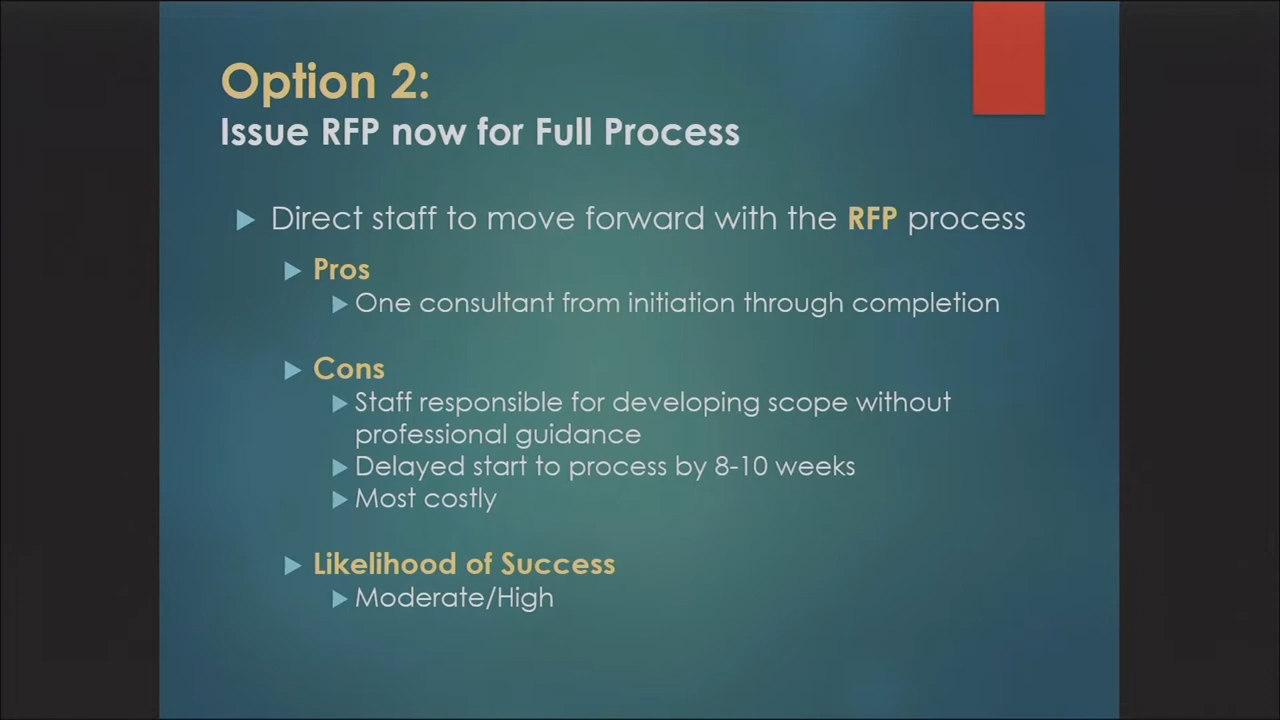 Option 2:
Issue RFP now for Full Process
Direct staff to move forward with the RFP process
Pros
One consultant from initiation through completion
Cons
Staff responsible for developing scope without
professional guidance
Delayed start to process by 8-10 weeks
Most costly
Likelihood of Success
Moderate/High